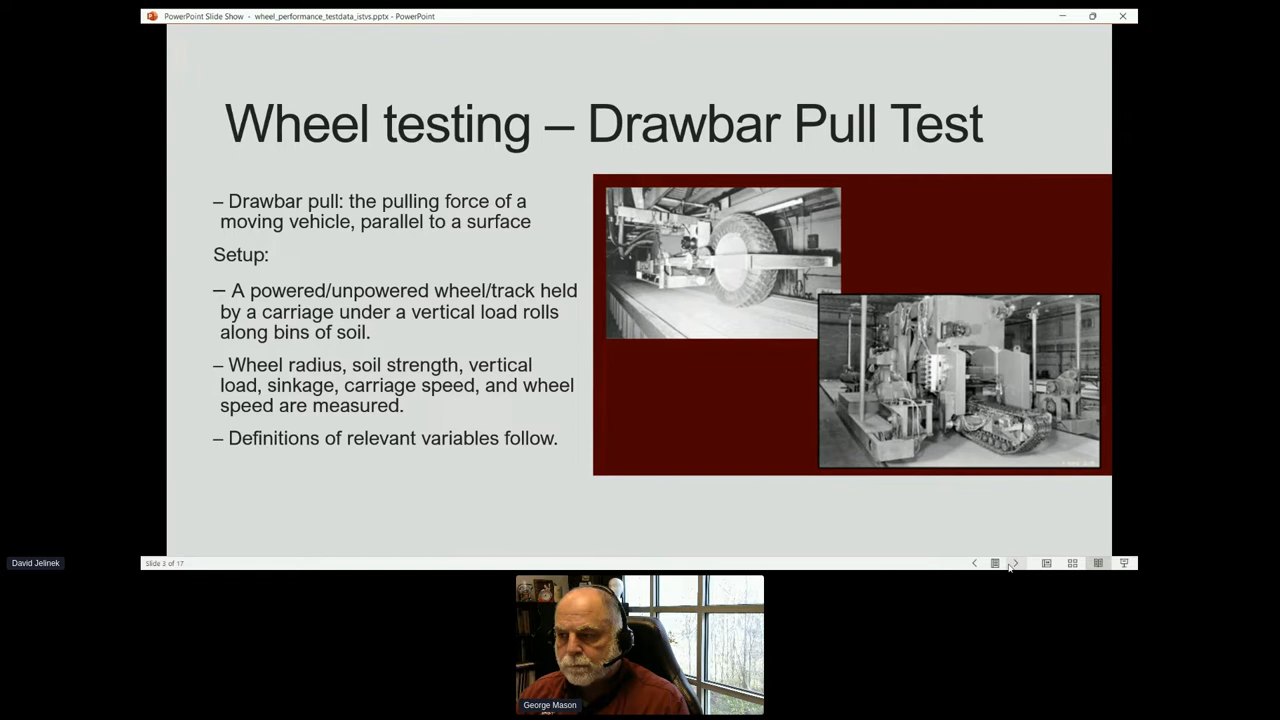 PowerPoint Slide Show - wheel_performance_testdata_istvs.pptx - PowerPoint
Wheel testing – Drawbar Pull Test
– Drawbar pull: the pulling force of a
moving vehicle, parallel to a surface
Setup:
– A powered/unpowered wheel/track held
by a carriage under a vertical load rolls
along bins of soil.
– Wheel radius, soil strength, vertical
load, sinkage, carriage speed, and wheel
speed are measured.
– Definitions of relevant variables follow.
David Jelinek
Slide 3 of 17
George Mason